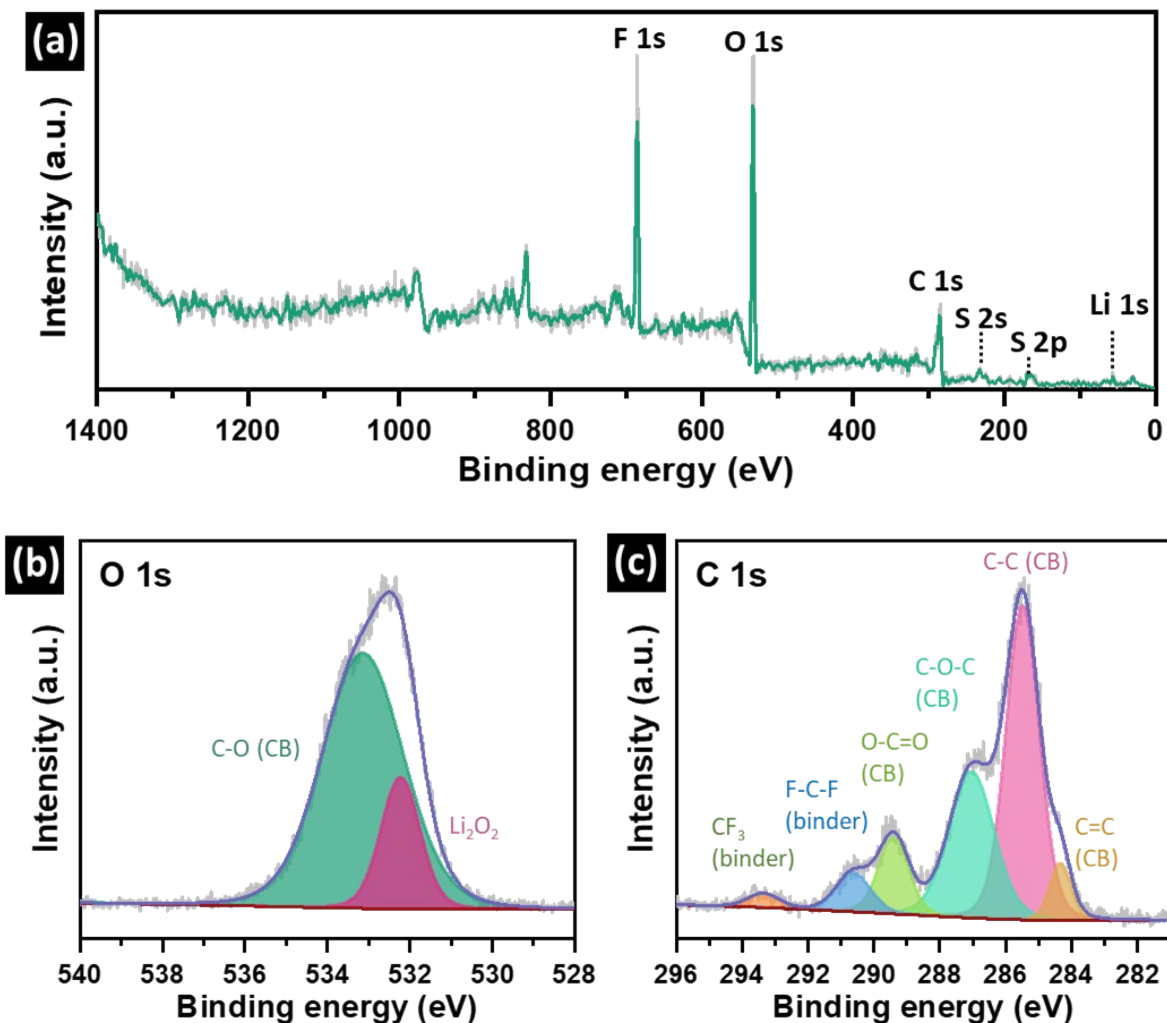 (a)
F 1s
O 1s
C 1s
S 2s
S 2p
Li 1s
Intensity (a.u.)
1400 1200 1000 800 600 400 200 0
Binding energy (eV)
(b)
O 1s
C-O (CB)
Li₂O₂
Intensity (a.u.)
540 538 536 534 532 530 528
Binding energy (eV)
(c)
C 1s
C-C (CB)
C-O-C
(CB)
O-C=O
(CB)
F-C-F
(binder)
CF₃
(binder)
C=C
(CB)
Intensity (a.u.)
296 294 292 290 288 286 284 282
Binding energy (eV)